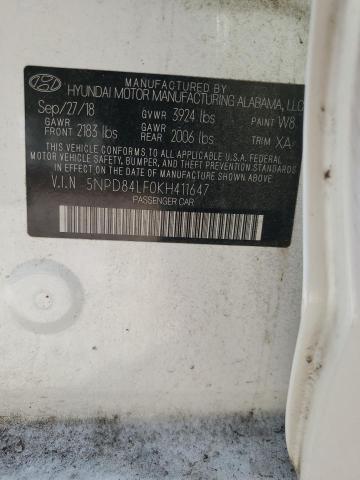 MANUFACTURED BY
HYUNDAI MOTOR MANUFACTURING ALABAMA, LLC
Sep/27/18 GVWR 3924 lbs PAINT W8
GAWR FRONT 2183 lbs GAWR REAR 2006 lbs TRIM XA
THIS VEHICLE CONFORMS TO ALL APPLICABLE U.S.A. FEDERAL
MOTOR VEHICLE SAFETY, BUMPER, AND THEFT PREVENTION STANDARDS
IN EFFECT ON THE DATE OF MANUFACTURE SHOWN ABOVE.
V.I.N 5NPD84LF0KH411647
PASSENGER CAR